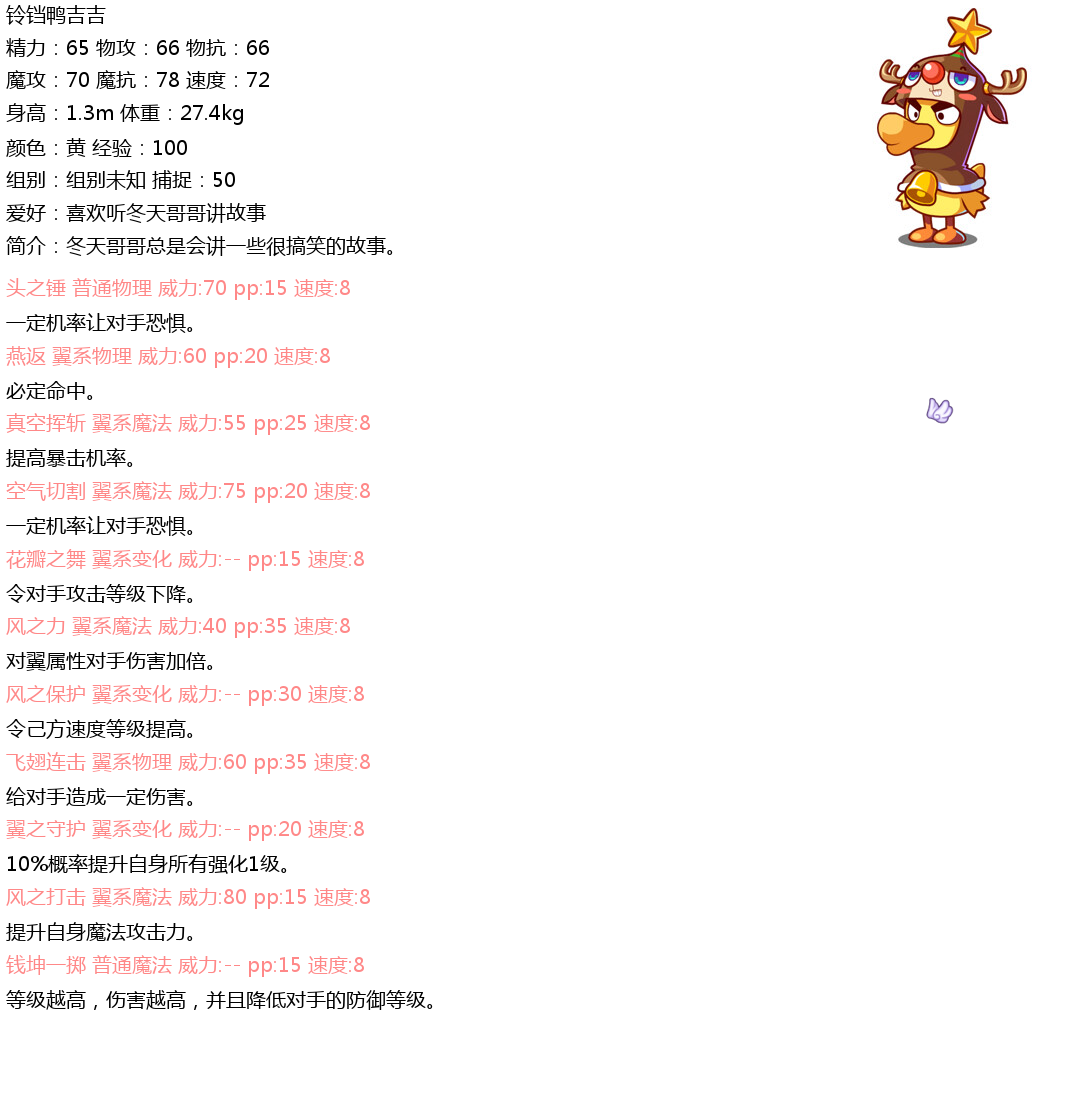 铃铛鸭吉吉
精力：65 物攻：66 物抗：66
魔攻：70 魔抗：78 速度：72
身高：1.3m 体重：27.4kg
颜色：黄 经验：100
组别：组别未知 捕捉：50
爱好：喜欢听冬天哥哥讲故事
简介：冬天哥哥总是会讲一些很搞笑的故事。
头之锤 普通物理 威力:70 pp:15 速度:8
一定机率让对手恐惧。
燕返 翼系物理 威力:60 pp:20 速度:8
必定命中。
真空挥斩 翼系魔法 威力:55 pp:25 速度:8
提高暴击机率。
空气切割 翼系魔法 威力:75 pp:20 速度:8
一定机率让对手恐惧。
花瓣之舞 翼系变化 威力:-- pp:15 速度:8
令对手攻击等级下降。
风之力 翼系魔法 威力:40 pp:35 速度:8
对翼属性对手伤害加倍。
风之保护 翼系变化 威力:-- pp:30 速度:8
令己方速度等级提高。
飞翅连击 翼系物理 威力:60 pp:35 速度:8
给对手造成一定伤害。
翼之守护 翼系变化 威力:-- pp:20 速度:8
10%概率提升自身所有强化1级。
风之打击 翼系魔法 威力:80 pp:15 速度:8
提升自身魔法攻击力。
钱坤一掷 普通魔法 威力:-- pp:15 速度:8
等级越高，伤害越高，并且降低对手的防御等级。